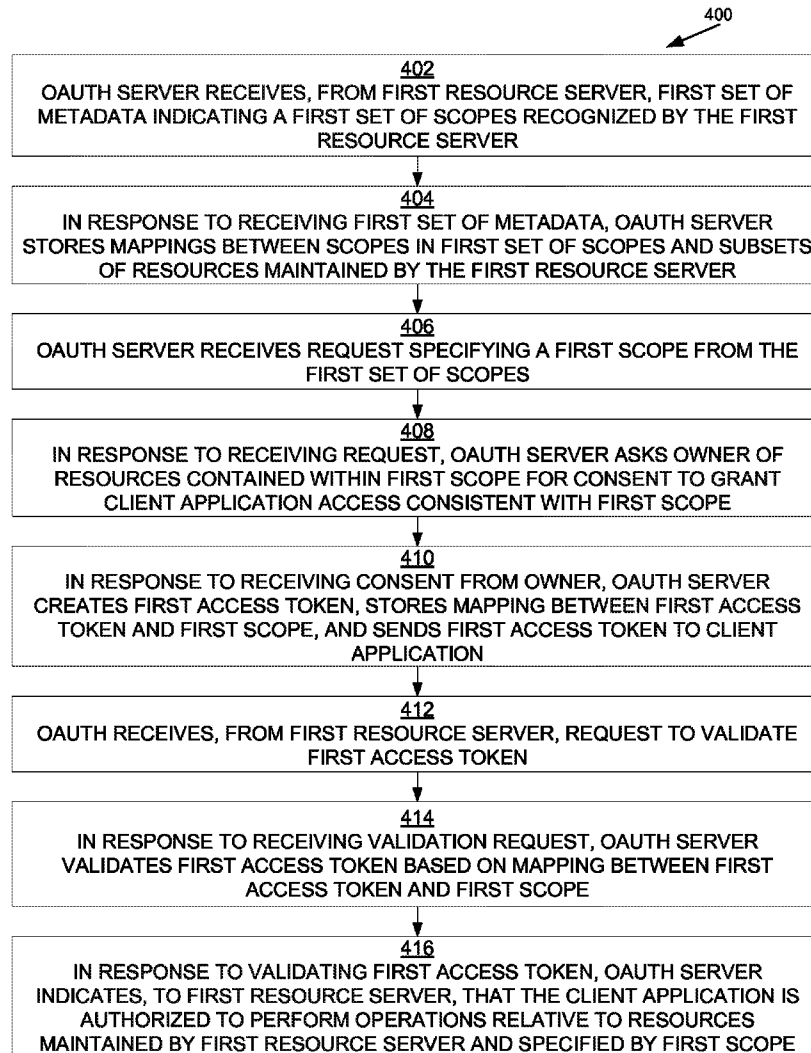 400
402
OAUTH SERVER RECEIVES, FROM FIRST RESOURCE SERVER, FIRST SET OF
METADATA INDICATING A FIRST SET OF SCOPES RECOGNIZED BY THE FIRST
RESOURCE SERVER
404
IN RESPONSE TO RECEIVING FIRST SET OF METADATA, OAUTH SERVER
STORES MAPPINGS BETWEEN SCOPES IN FIRST SET OF SCOPES AND SUBSETS
OF RESOURCES MAINTAINED BY THE FIRST RESOURCE SERVER
406
OAUTH SERVER RECEIVES REQUEST SPECIFYING A FIRST SCOPE FROM THE
FIRST SET OF SCOPES
408
IN RESPONSE TO RECEIVING REQUEST, OAUTH SERVER ASKS OWNER OF
RESOURCES CONTAINED WITHIN FIRST SCOPE FOR CONSENT TO GRANT
CLIENT APPLICATION ACCESS CONSISTENT WITH FIRST SCOPE
410
IN RESPONSE TO RECEIVING CONSENT FROM OWNER, OAUTH SERVER
CREATES FIRST ACCESS TOKEN, STORES MAPPING BETWEEN FIRST ACCESS
TOKEN AND FIRST SCOPE, AND SENDS FIRST ACCESS TOKEN TO CLIENT
APPLICATION
412
OAUTH RECEIVES, FROM FIRST RESOURCE SERVER, REQUEST TO VALIDATE
FIRST ACCESS TOKEN
414
IN RESPONSE TO RECEIVING VALIDATION REQUEST, OAUTH SERVER
VALIDATES FIRST ACCESS TOKEN BASED ON MAPPING BETWEEN FIRST
ACCESS TOKEN AND FIRST SCOPE
416
IN RESPONSE TO VALIDATING FIRST ACCESS TOKEN, OAUTH SERVER
INDICATES, TO FIRST RESOURCE SERVER, THAT THE CLIENT APPLICATION IS
AUTHORIZED TO PERFORM OPERATIONS RELATIVE TO RESOURCES
MAINTAINED BY FIRST RESOURCE SERVER AND SPECIFIED BY FIRST SCOPE